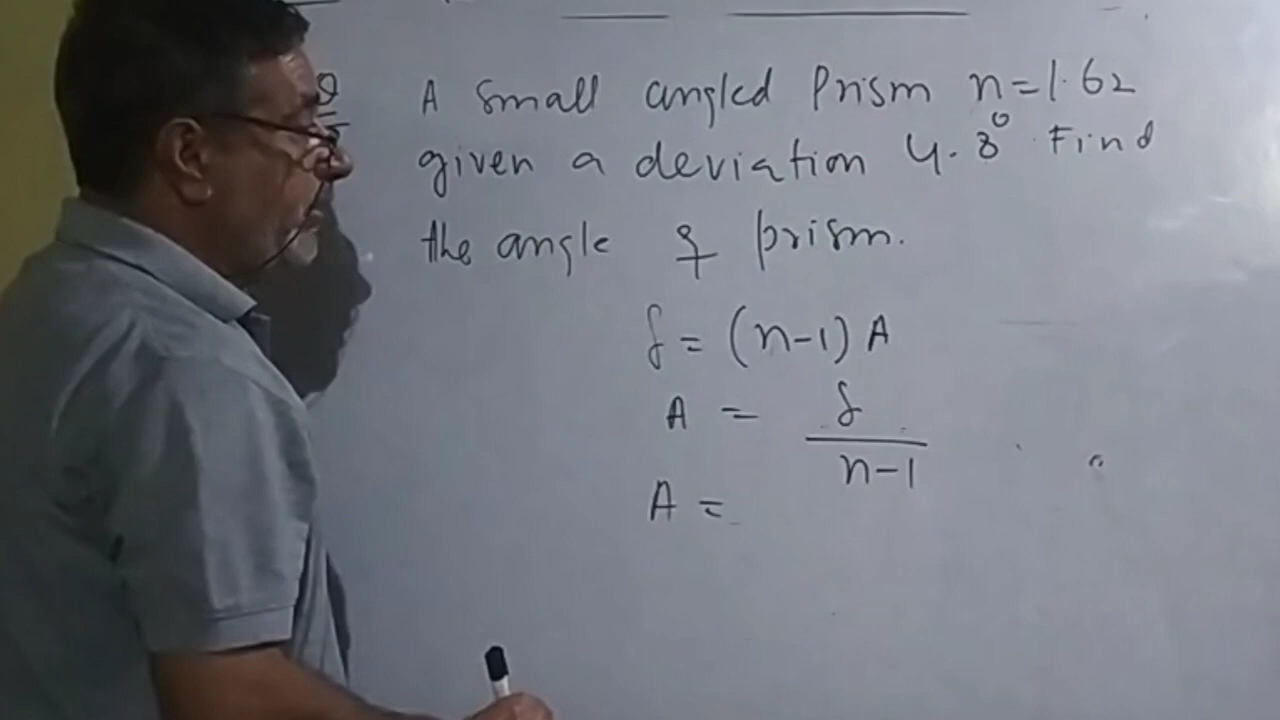 Q A small angled Prism n=1.62
given a deviation 4.8° Find
the angle of prism.
δ = (n-1) A
A = δ / n-1
A =